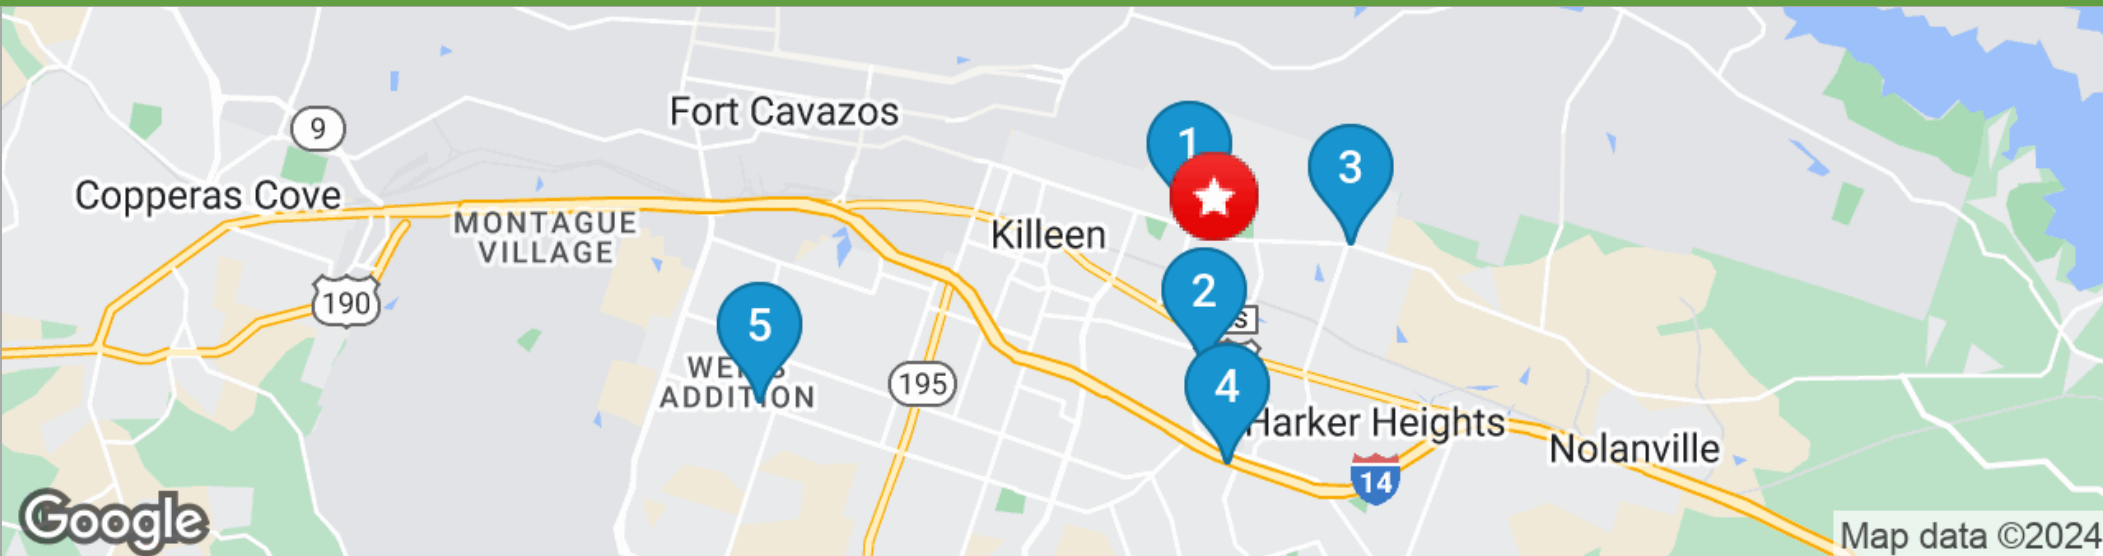 Fort Cavazos
9
1
3
Copperas Cove
MONTAGUE
VILLAGE
Killeen
190
2
5
4
ADDITION
195
Harker Heights
Nolanville
14
Google
Map data ©2024